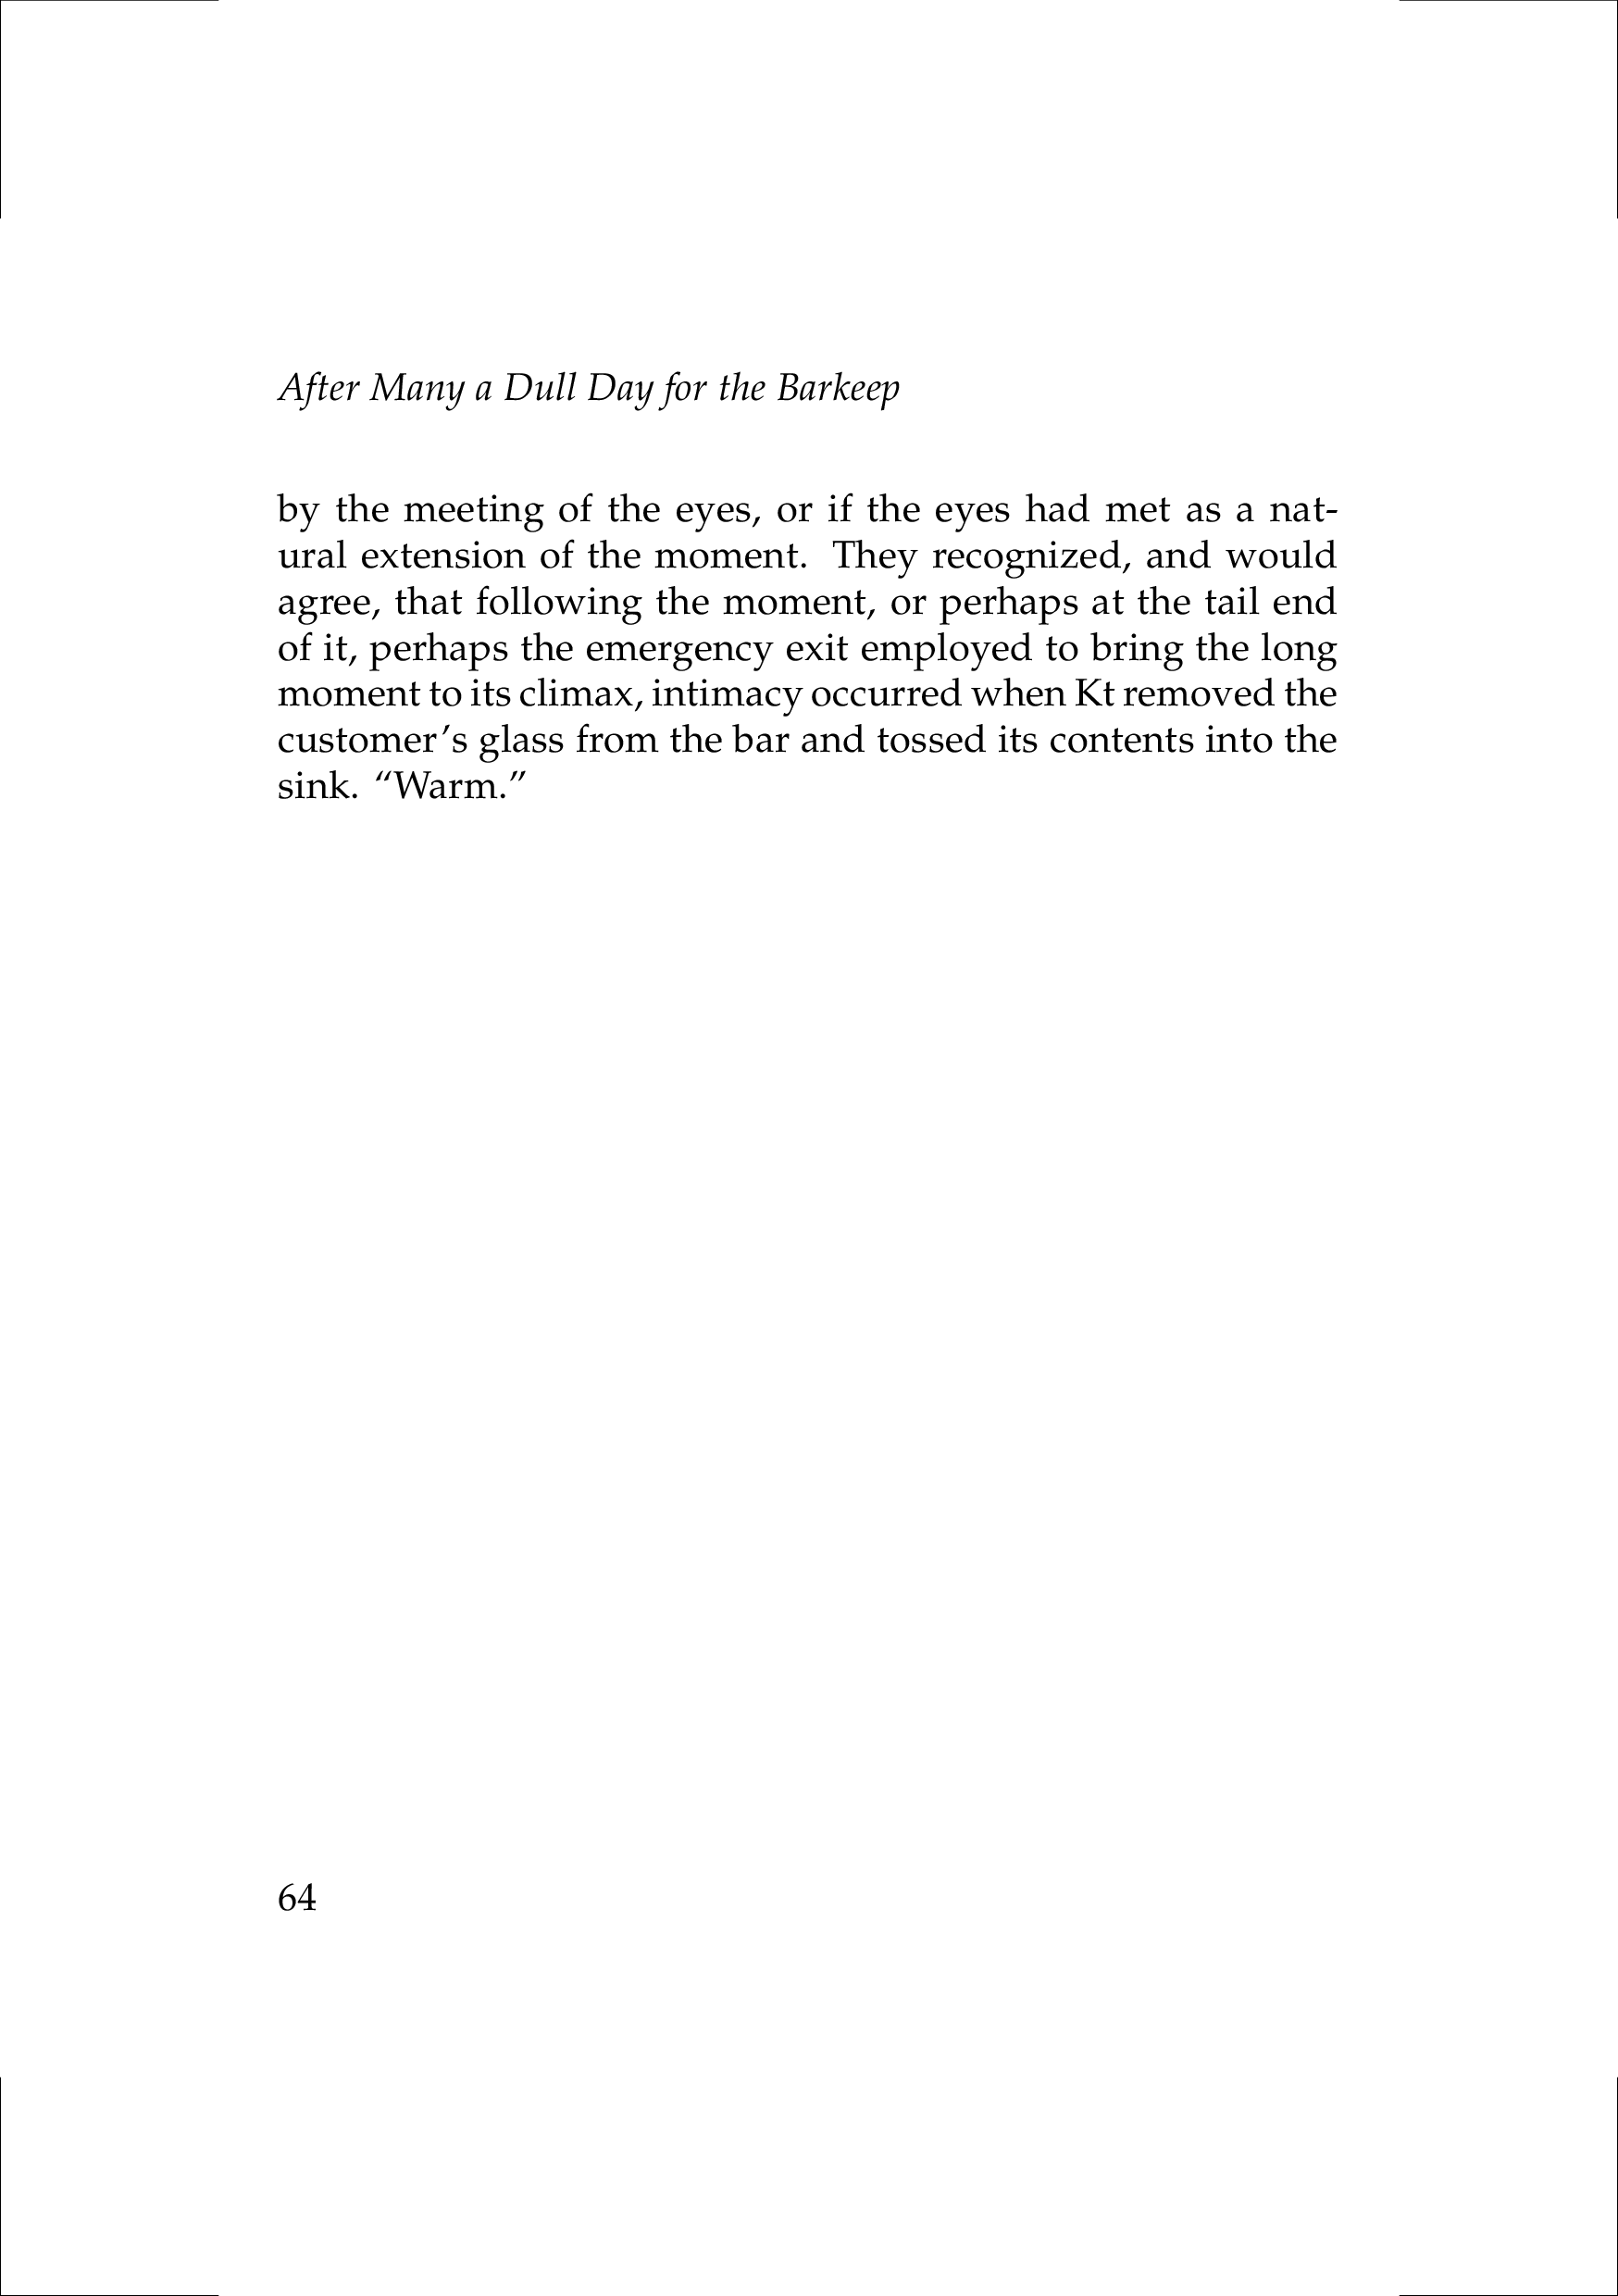 After Many a Dull Day for the Barkeep
by the meeting of the eyes, or if the eyes had met as a nat-
ural extension of the moment. They recognized, and would
agree, that following the moment, or perhaps at the tail end
of it, perhaps the emergency exit employed to bring the long
moment to its climax, intimacy occurred when Kt removed the
customer’s glass from the bar and tossed its contents into the
sink. “Warm.”
64